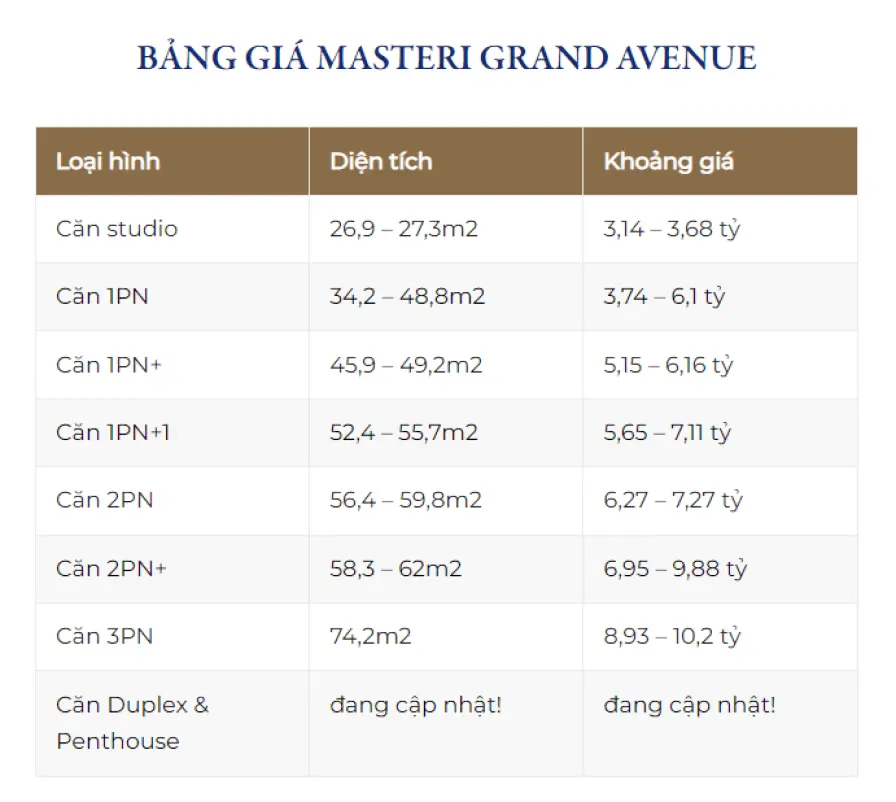 BẢNG GIÁ MASTERI GRAND AVENUE
Loại hình Diện tích Khoảng giá
Căn studio 26,9 – 27,3m2 3,14 – 3,68 tỷ
Căn 1PN 34,2 – 48,8m2 3,74 – 6,1 tỷ
Căn 1PN+ 45,9 – 49,2m2 5,15 – 6,16 tỷ
Căn 1PN+1 52,4 – 55,7m2 5,65 – 7,11 tỷ
Căn 2PN 56,4 – 59,8m2 6,27 – 7,27 tỷ
Căn 2PN+ 58,3 – 62m2 6,95 – 9,88 tỷ
Căn 3PN 74,2m2 8,93 – 10,2 tỷ
Căn Duplex & đang cập nhật! đang cập nhật!
Penthouse